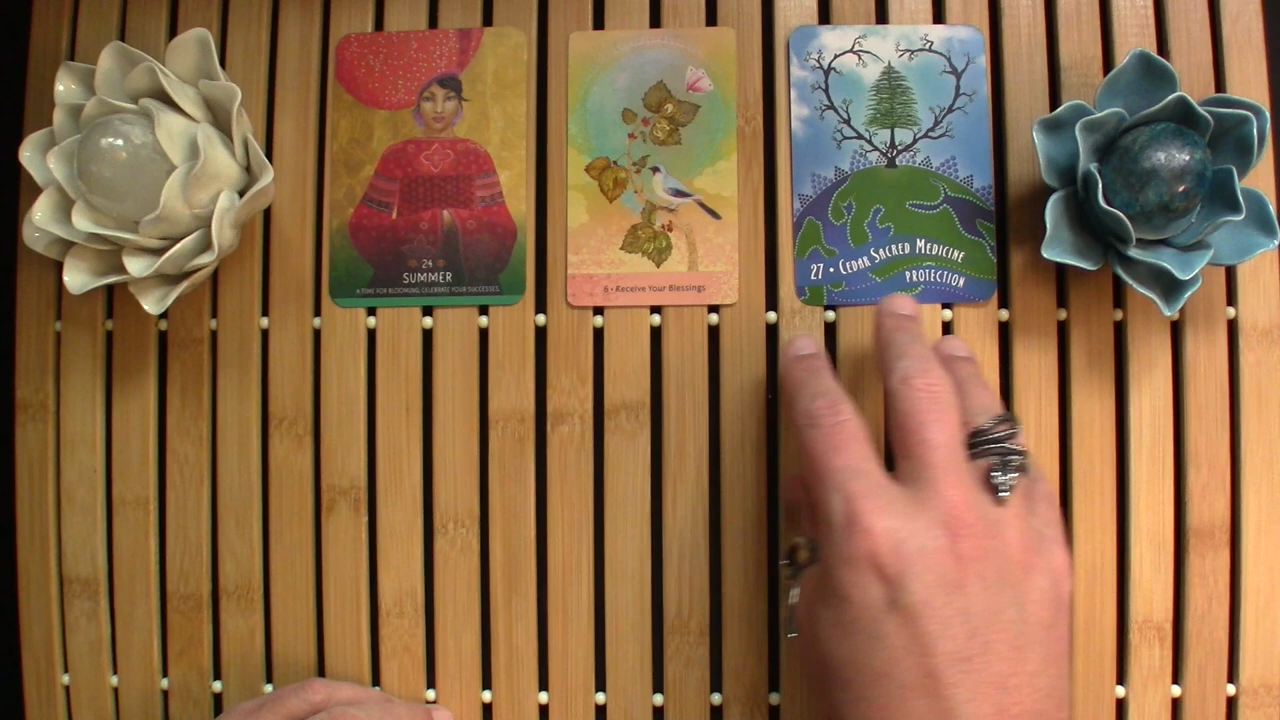 24
SUMMER
A TIME FOR BLOOMING. CELEBRATE YOUR SUCCESSES.
6 • Receive Your Blessings
27 • CEDAR SACRED MEDICINE
PROTECTION